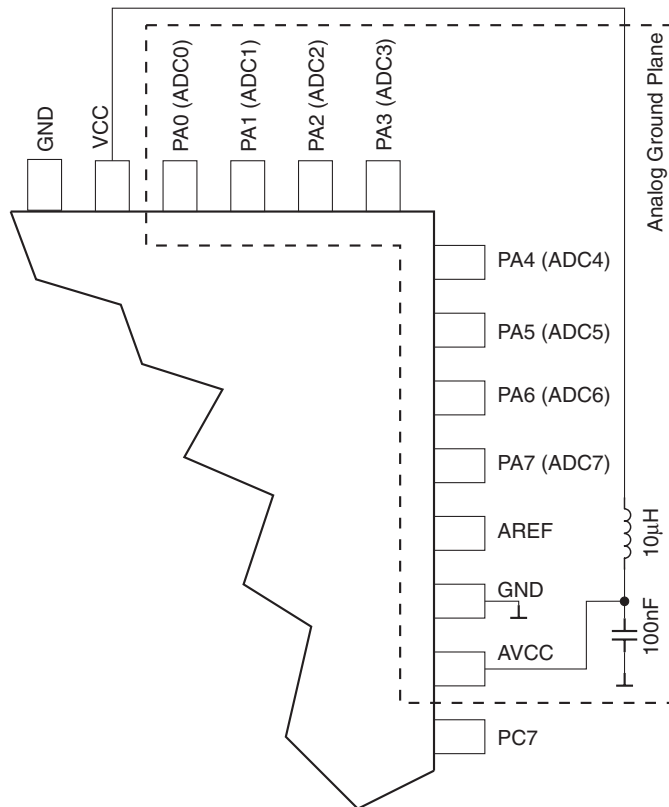 GND
VCC
PA0 (ADC0)
PA1 (ADC1)
PA2 (ADC2)
PA3 (ADC3)
Analog Ground Plane
PA4 (ADC4)
PA5 (ADC5)
PA6 (ADC6)
PA7 (ADC7)
AREF
10μH
GND
100nF
AVCC
PC7